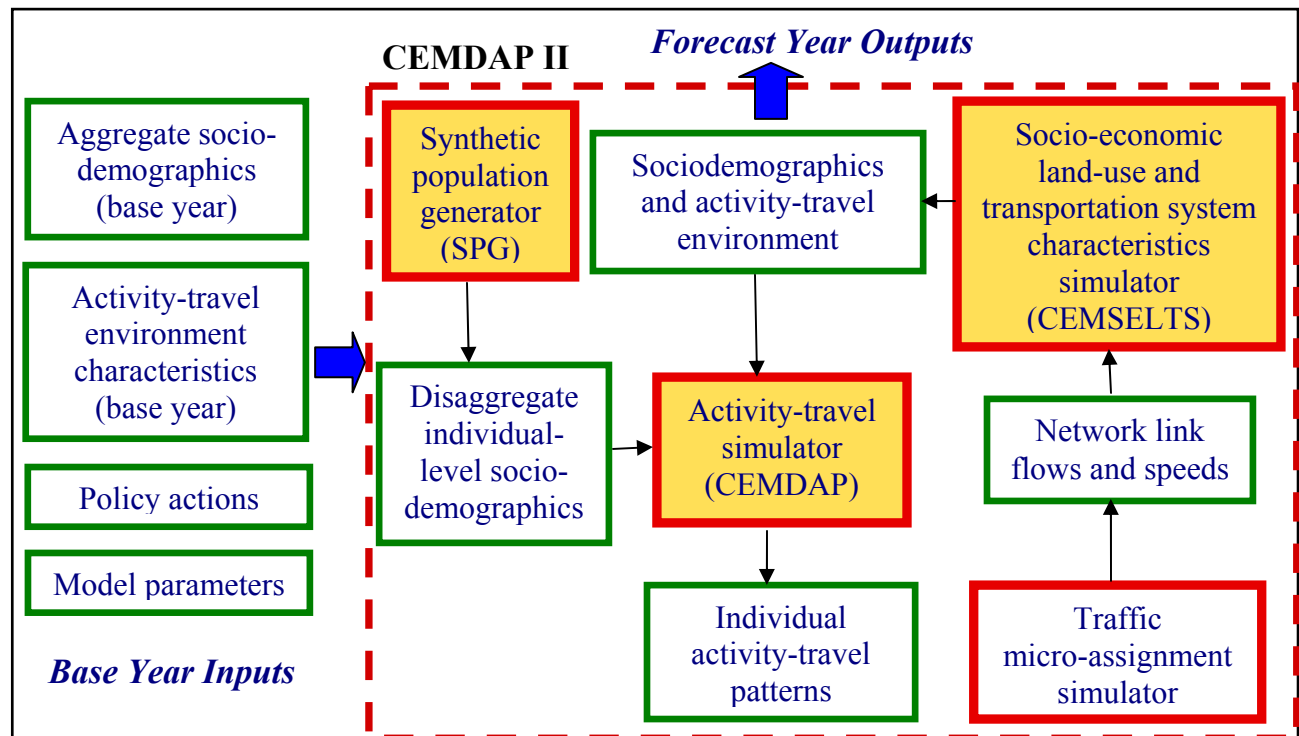 Forecast Year Outputs
CEMDAP II
Aggregate socio-
demographics
(base year)
Activity-travel
environment
characteristics
(base year)
Policy actions
Model parameters
Base Year Inputs
Synthetic
population
generator
(SPG)
Disaggregate
individual-
level socio-
demographics
Sociodemographics
and activity-travel
environment
Activity-travel
simulator
(CEMDAP)
Individual
activity-travel
patterns
Socio-economic
land-use and
transportation system
characteristics
simulator
(CEMSELTS)
Network link
flows and speeds
Traffic
micro-assignment
simulator